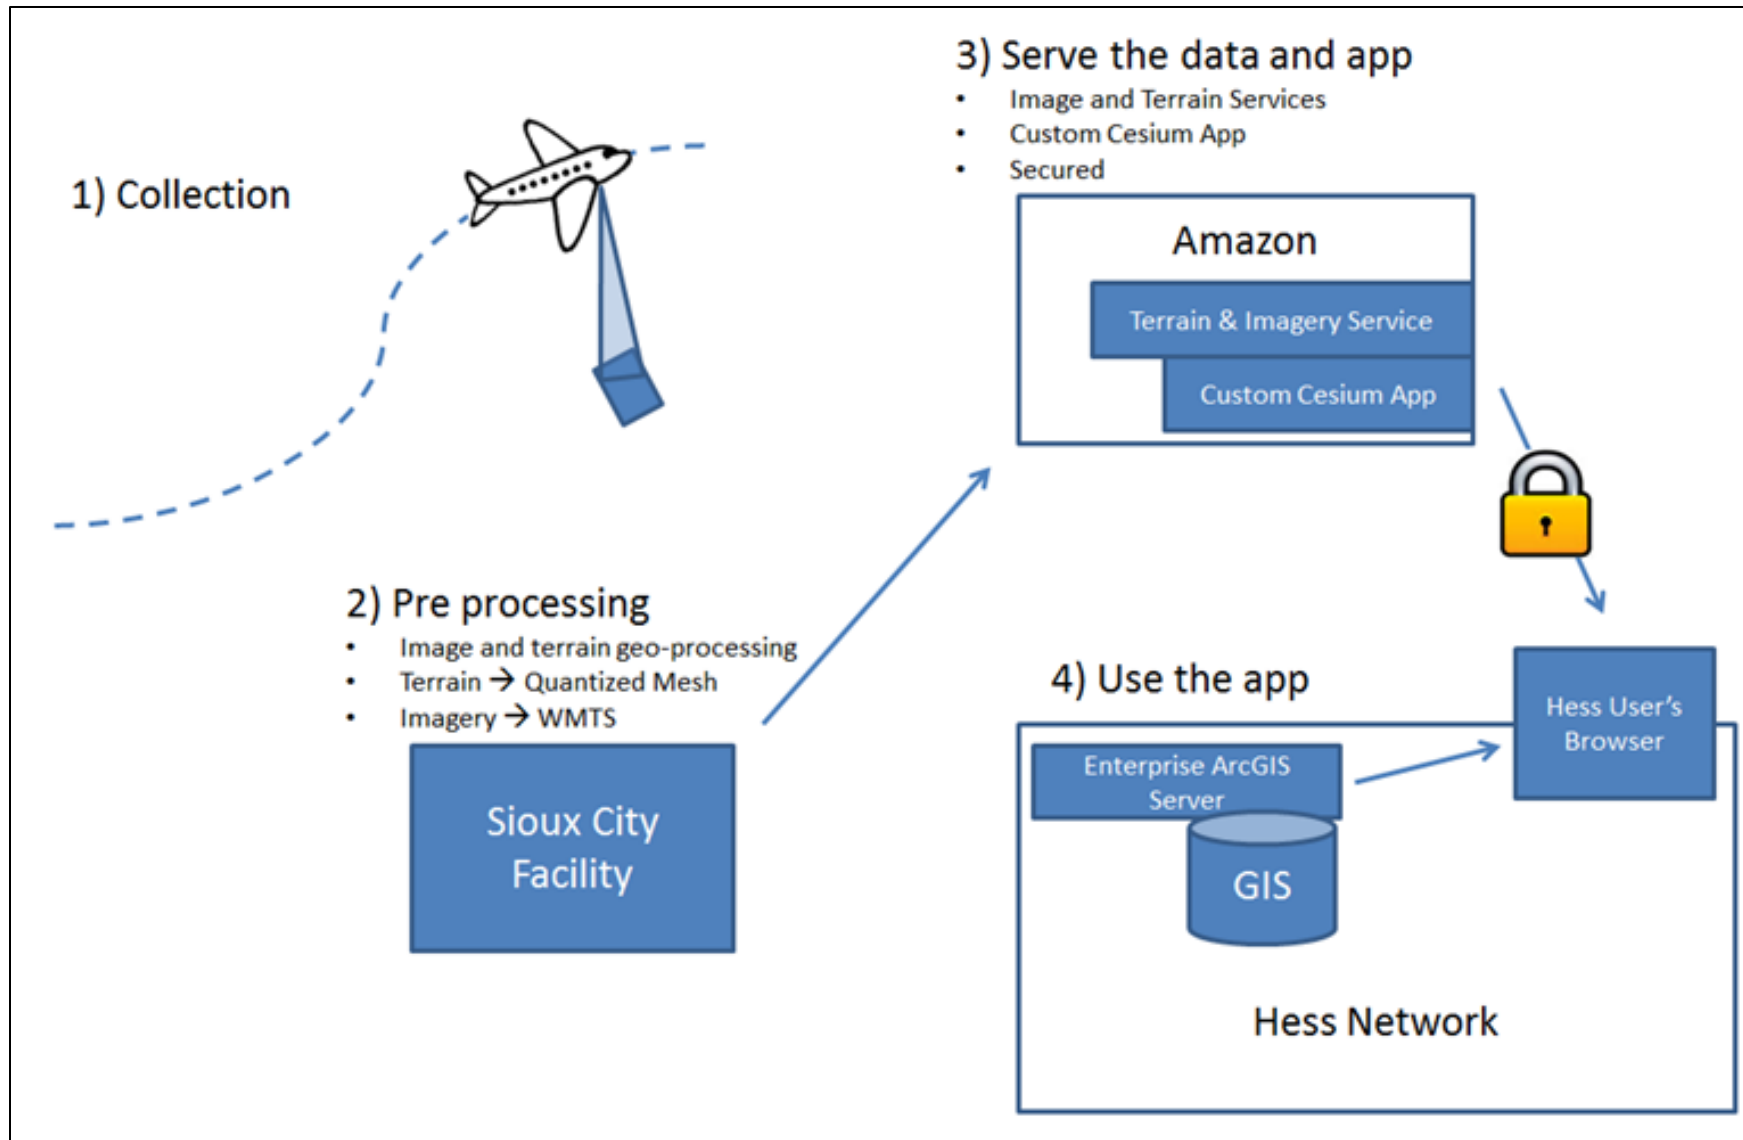 1) Collection
2) Pre processing
• Image and terrain geo-processing
• Terrain → Quantized Mesh
• Imagery → WMTS
Sioux City
Facility
3) Serve the data and app
• Image and Terrain Services
• Custom Cesium App
• Secured
Amazon
Terrain & Imagery Service
Custom Cesium App
4) Use the app
Hess User's
Browser
Enterprise ArcGIS
Server
GIS
Hess Network